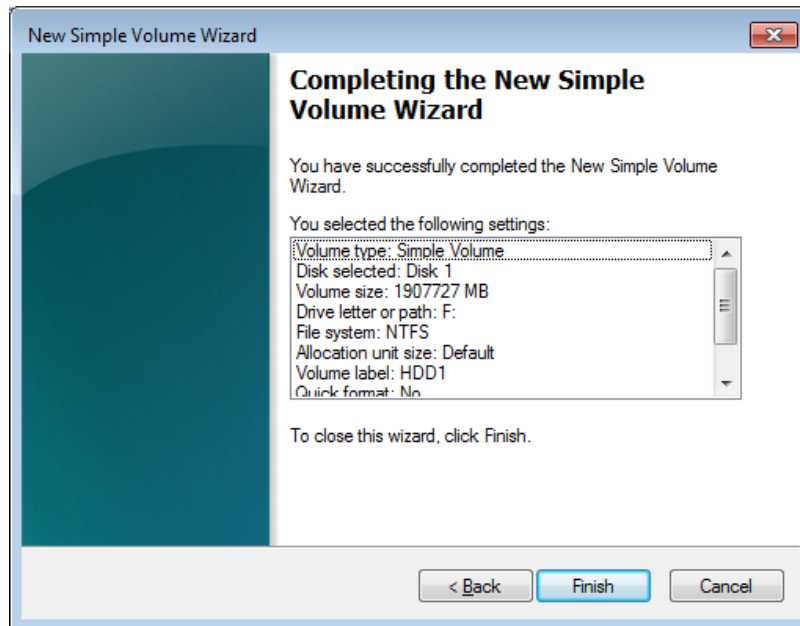 New Simple Volume Wizard
Completing the New Simple
Volume Wizard
You have successfully completed the New Simple Volume
Wizard.
You selected the following settings:
Volume type: Simple Volume
Disk selected: Disk 1
Volume size: 1907727 MB
Drive letter or path: F:
File system: NTFS
Allocation unit size: Default
Volume label: HDD1
Quick format: No
To close this wizard, click Finish.
< Back
Finish
Cancel